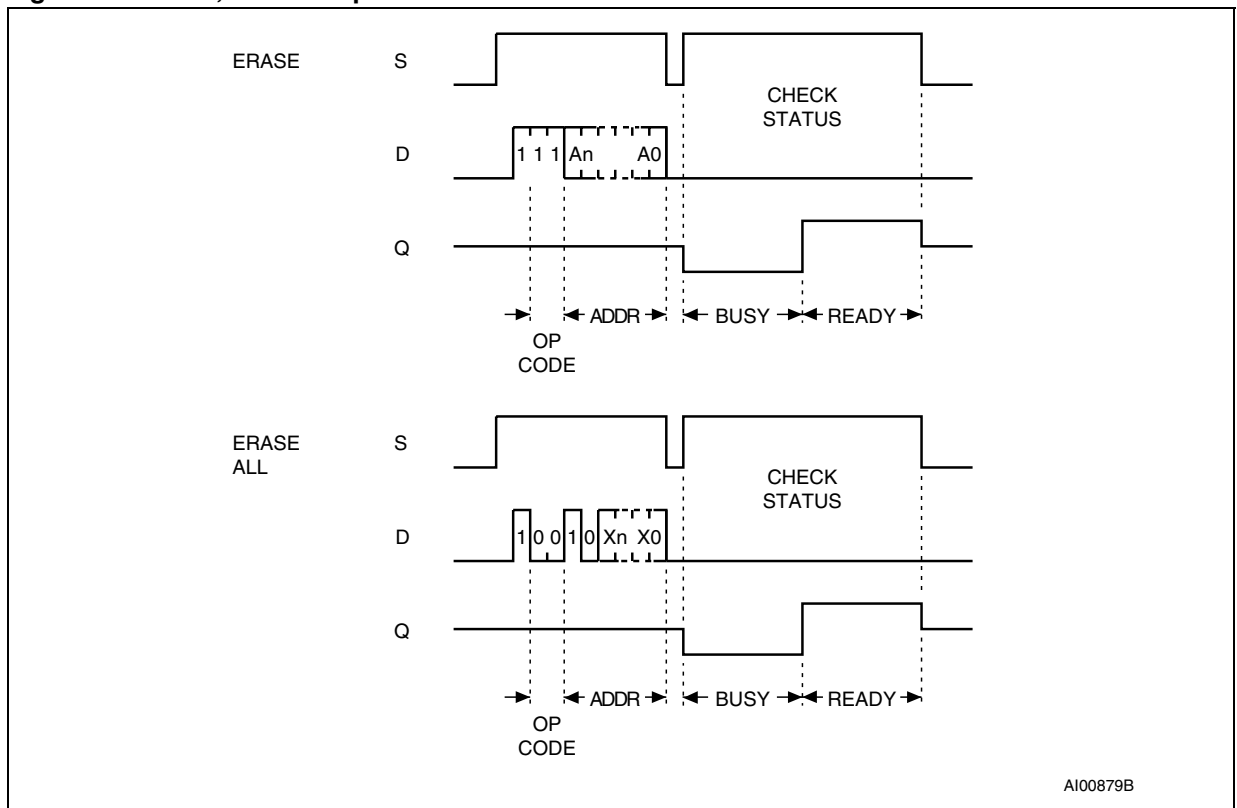 ERASE S
CHECK
STATUS
D 1 1 1 An A0
Q
ADDR BUSY READY
OP
CODE
ERASE S
ALL
CHECK
STATUS
D 1 0 0 1 0 Xn X0
Q
ADDR BUSY READY
OP
CODE
AI00879B